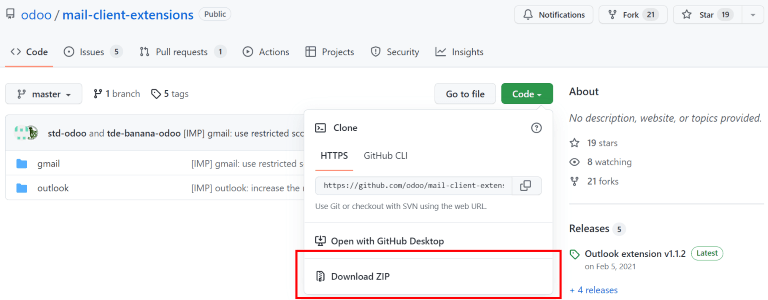 odoo / mail-client-extensions Public Notifications Fork 21 Star 19
Code Issues 5 Pull requests 1 Actions Projects Security Insights
master 1 branch 5 tags Go to file Code
About
No description, website, or topics provided.
19 stars
8 watching
21 forks
Releases 5
Outlook extension v1.1.2 Latest
on Feb 5, 2021
+ 4 releases
std-odoo and tde-banana-odoo [IMP] gmail: use restricted sco
gmail [IMP] gmail: use restricted s
outlook [IMP] outlook: increase the
Clone
HTTPS GitHub CLI
https://github.com/odoo/mail-client-extens
Use Git or checkout with SVN using the web URL.
Open with GitHub Desktop
Download ZIP